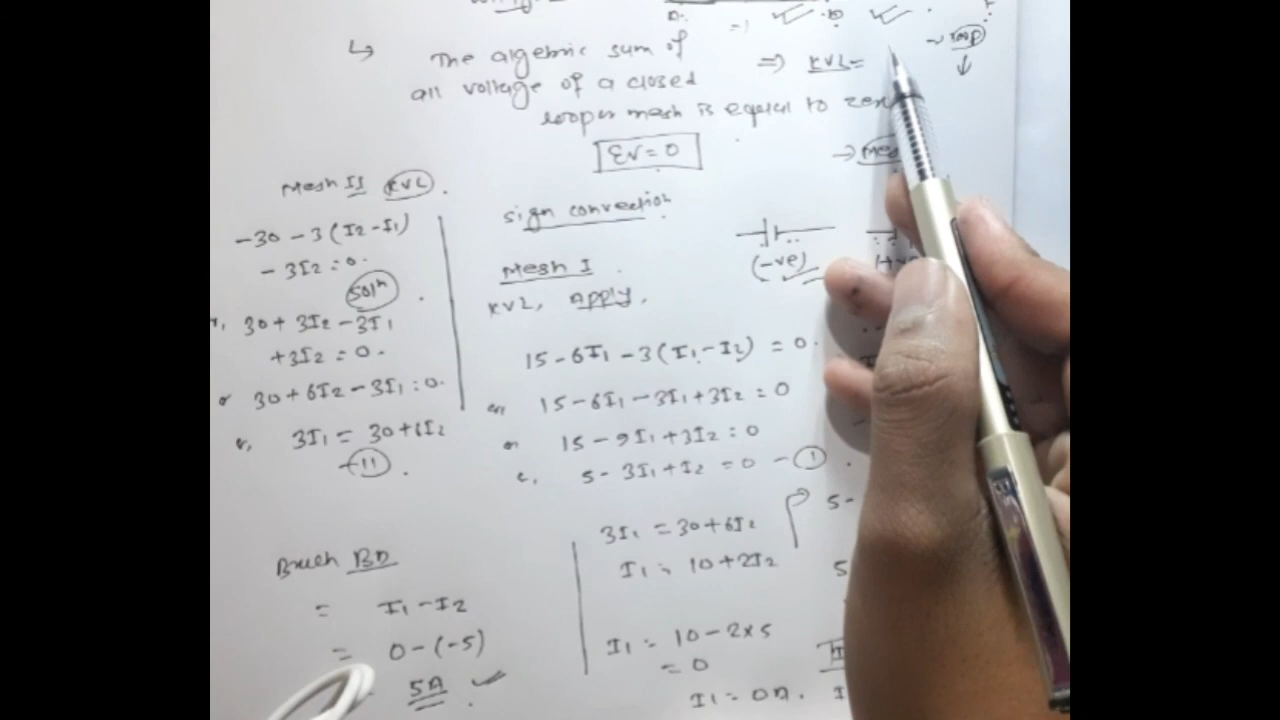 The algebric sum of
all voltage of a closed
loop or mesh is equal to zero
ΣV=0
⇒ KVL=
~ loop
↓
→ Mes
Mesh II KVL.
-30 - 3(I2-I1)
- 3I2 = 0.
Soln
30 + 3I2 - 3I1
+3I2 = 0.
or 30+6I2-3I1=0.
or, 3I1 = 30+6I2
-11
sign convection
(-ve)
Mesh I
KVL, Apply,
15-6I1-3(I1-I2) = 0.
or, 15-6I1-3I1+3I2=0
or 15-9I1+3I2=0
or, 5-3I1+I2=0 - 1
3I1 = 30+6I2
I1 = 10+2I2
I1 = 10-2x5
= 0
I1 = 0A.
5-
5
I
Branch BD
= I1-I2
= 0-(-5)
5A